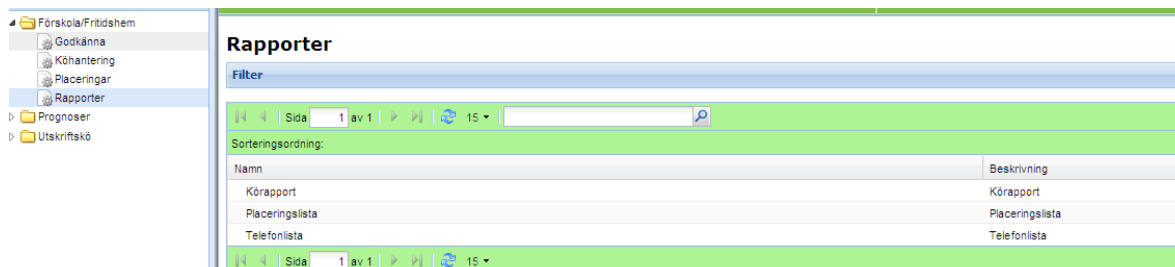 Förskola/Fritidshem
Godkänna
Köhantering
Placeringar
Rapporter
Prognoser
Utskriftskö
Rapporter
Filter
Sida 1 av 1 15
Sorteringsordning:
Namn Beskrivning
Körapport Körapport
Placeringslista Placeringslista
Telefonlista Telefonlista
Sida 1 av 1 15